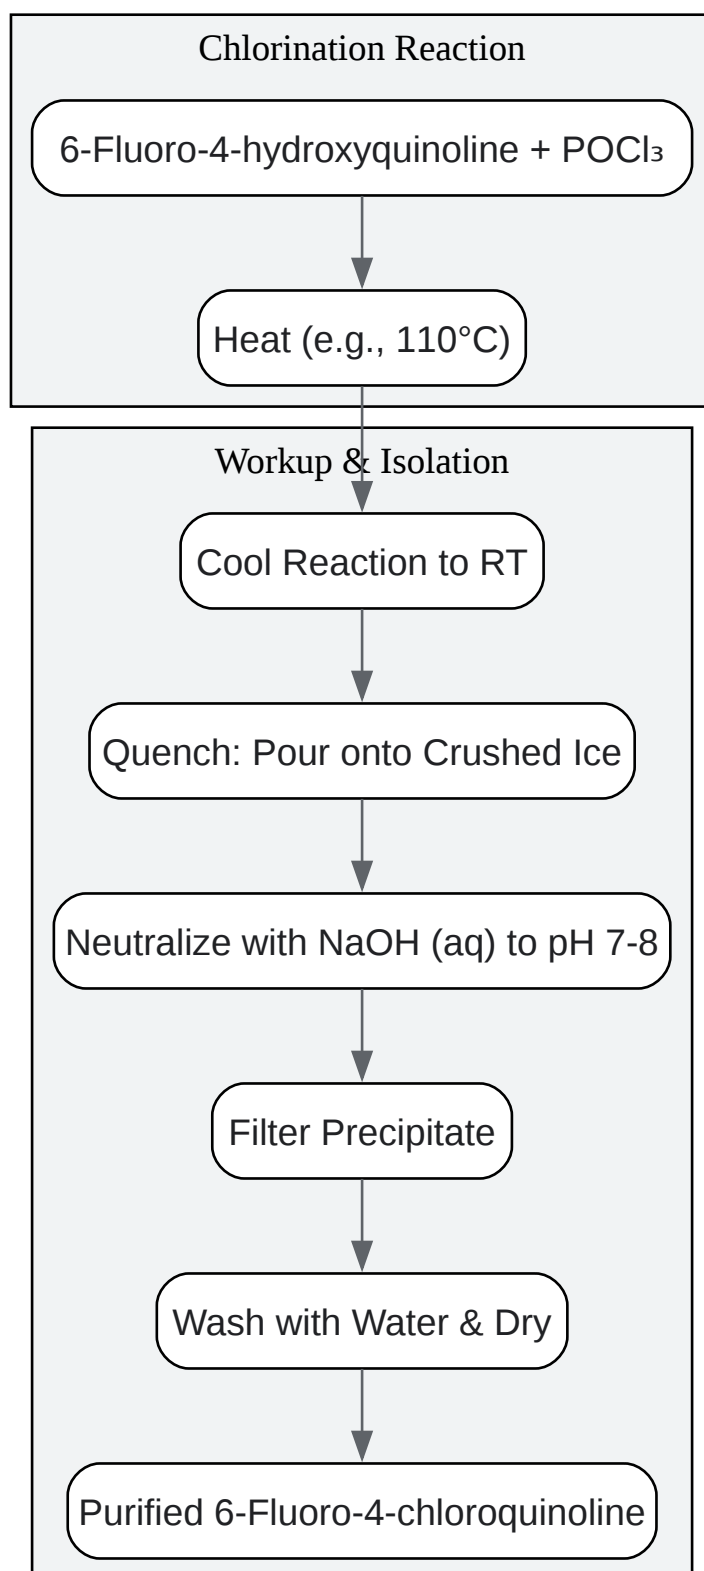 Chlorination Reaction
6-Fluoro-4-hydroxyquinoline + POCl₃
Heat (e.g., 110°C)
Workup & Isolation
Cool Reaction to RT
Quench: Pour onto Crushed Ice
Neutralize with NaOH (aq) to pH 7-8
Filter Precipitate
Wash with Water & Dry
Purified 6-Fluoro-4-chloroquinoline